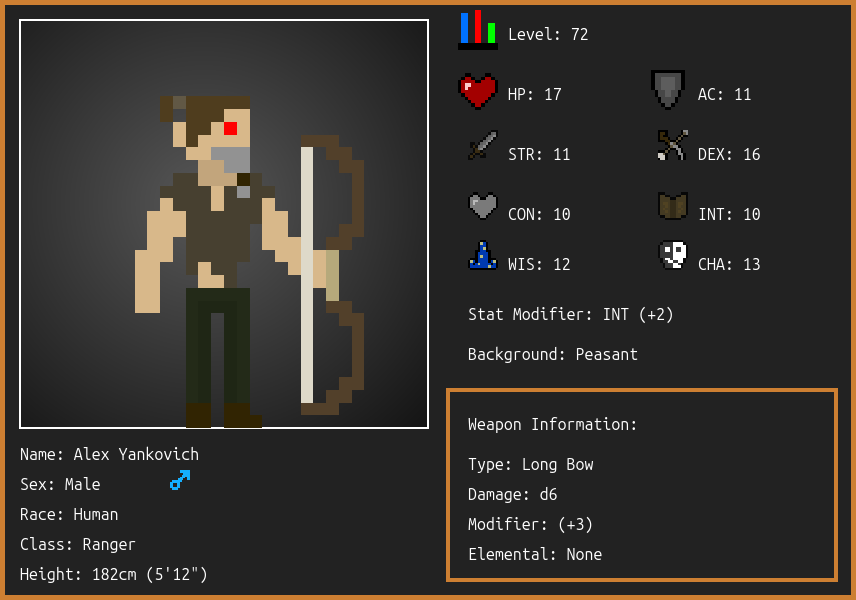 Level: 72
HP: 17
AC: 11
STR: 11
DEX: 16
CON: 10
INT: 10
WIS: 12
CHA: 13
Stat Modifier: INT (+2)
Background: Peasant
Weapon Information:
Type: Long Bow
Damage: d6
Modifier: (+3)
Elemental: None
Name: Alex Yankovich
Sex: Male
Race: Human
Class: Ranger
Height: 182cm (5'12")